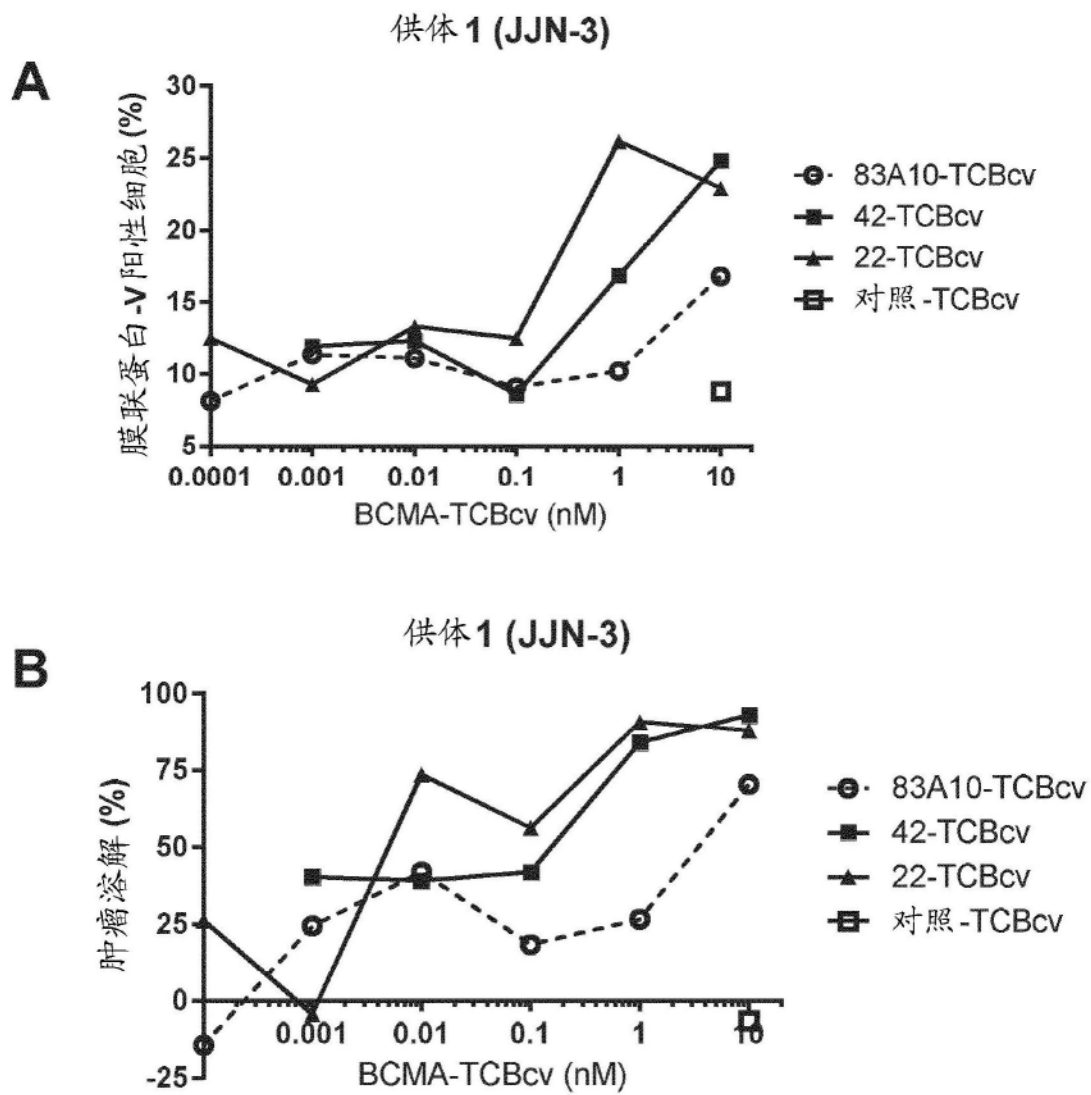 供体 1 (JJN-3)
A
膜联蛋白-V阳性细胞(%)
30
25
20
15
10
5
0.0001 0.001 0.01 0.1 1 10
BCMA-TCBcv (nM)
83A10-TCBcv
42-TCBcv
22-TCBcv
对照-TCBcv
供体 1 (JJN-3)
B
肿瘤溶解(%)
100
75
50
25
0
-25
0.001 0.01 0.1 1 10
BCMA-TCBcv (nM)
83A10-TCBcv
42-TCBcv
22-TCBcv
对照-TCBcv